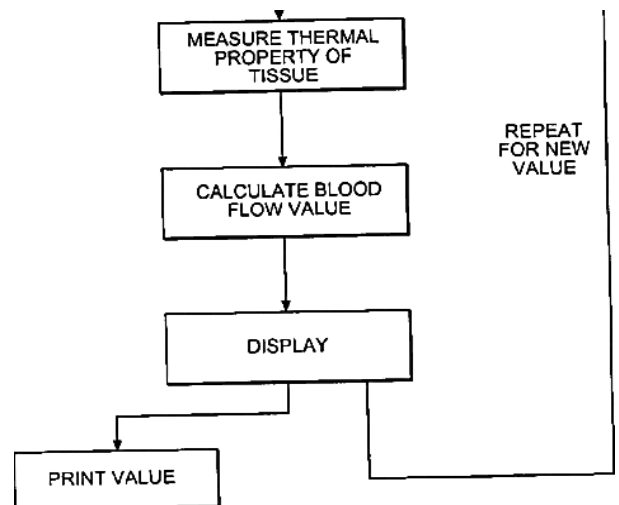 MEASURE THERMAL
PROPERTY OF
TISSUE
REPEAT
FOR NEW
VALUE
CALCULATE BLOOD
FLOW VALUE
DISPLAY
PRINT VALUE